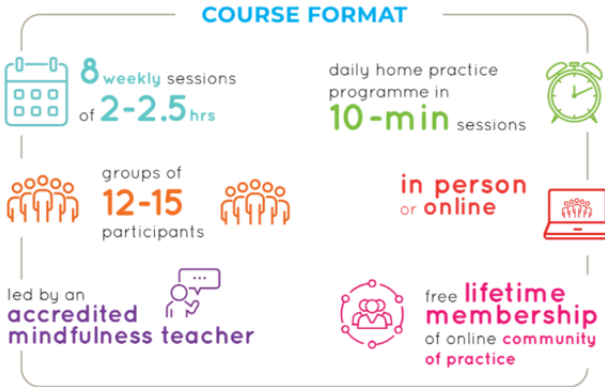 COURSE FORMAT
8 weekly sessions
of 2-2.5 hrs
daily home practice
programme in
10-min sessions
groups of
12-15
participants
in person
or online
led by an
accredited
mindfulness teacher
free lifetime
membership
of online community
of practice